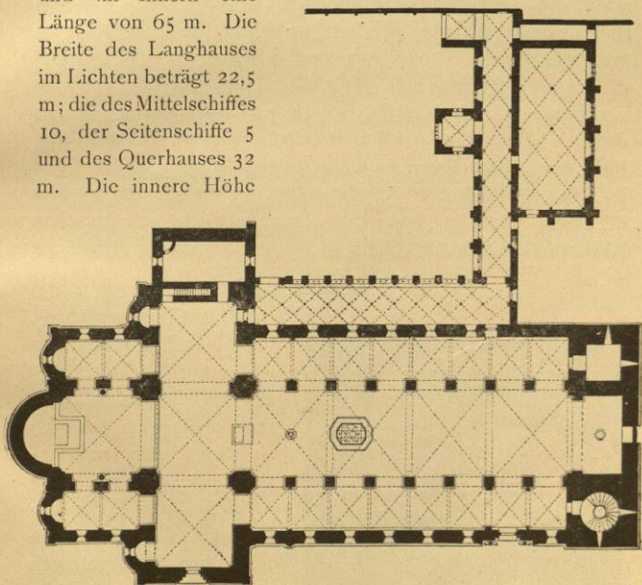 Länge von 65 m. Die
Breite des Langhauses
im Lichten beträgt 22,5
m; die des Mittelschiffes
10, der Seitenschiffe 5
und des Querhauses 32
m. Die innere Höhe